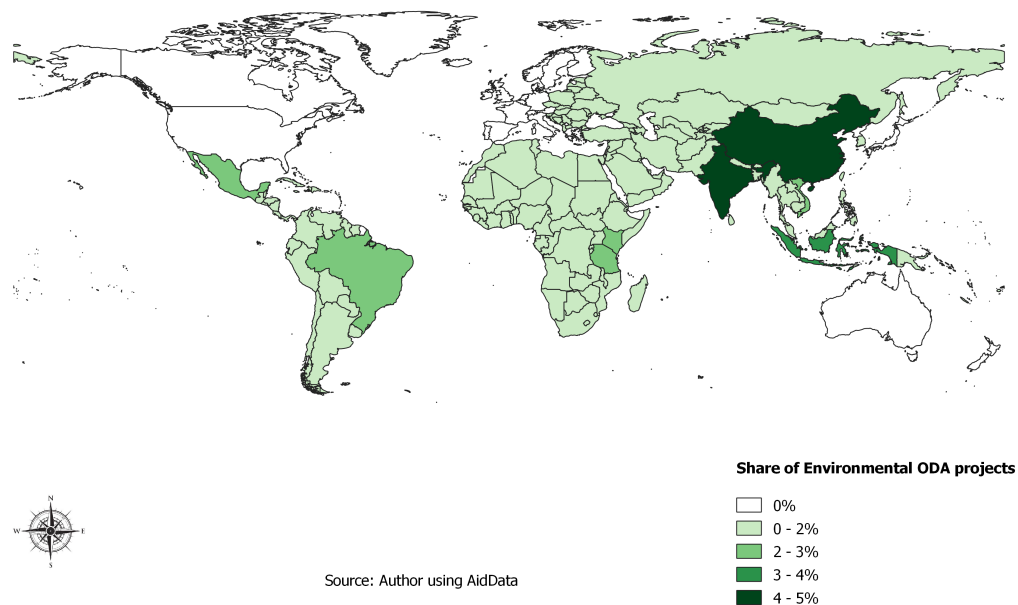 Share of Environmental ODA projects
0%
0 - 2%
2 - 3%
3 - 4%
4 - 5%
N
W E
S
Source: Author using AidData